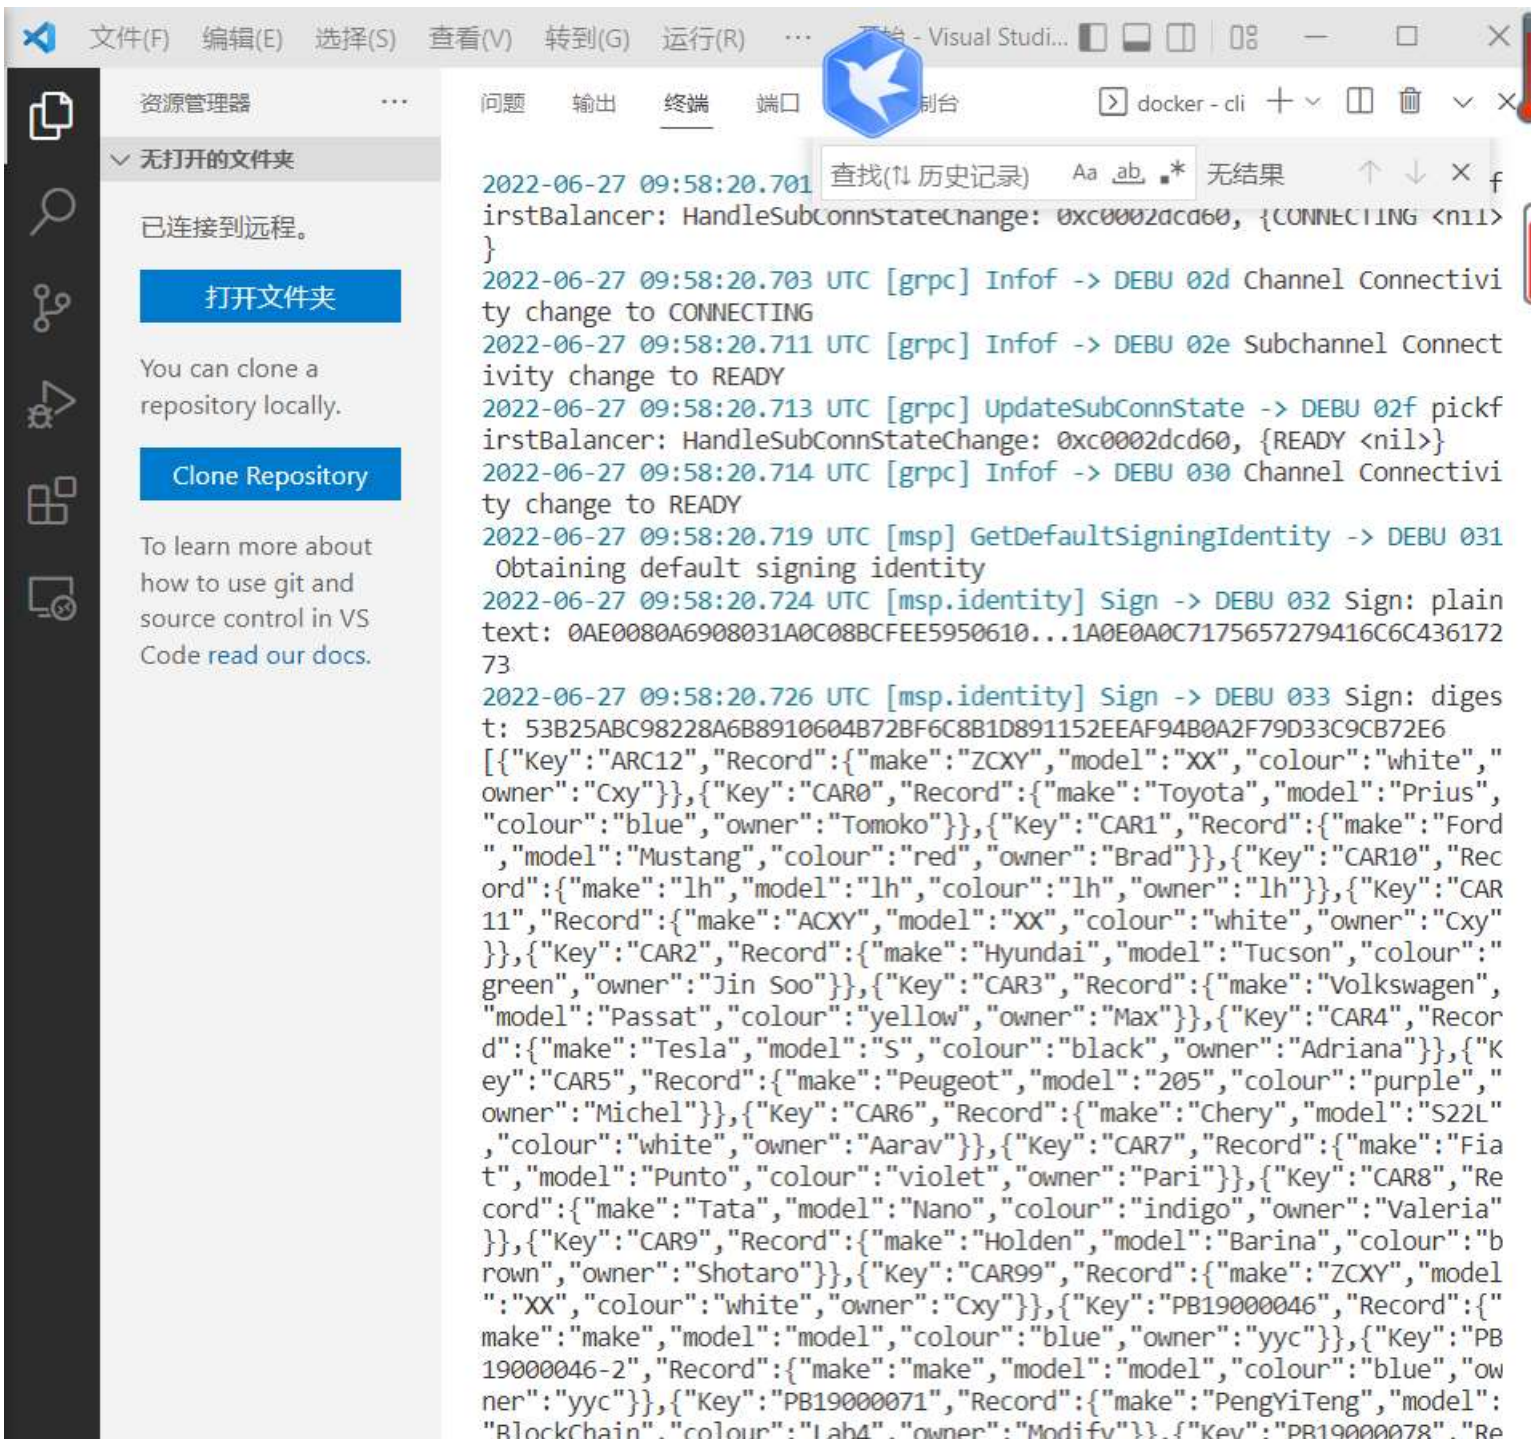 文件(F) 编辑(E) 选择(S) 查看(V) 转到(G) 运行(R) ··· - Visual Studi...
资源管理器 ···
无打开的文件夹
已连接到远程。
打开文件夹
You can clone a
repository locally.
Clone Repository
To learn more about
how to use git and
source control in VS
Code read our docs.
问题 输出 终端 端口 制台 docker - cli
查找(⇅ 历史记录) Aa ab .* 无结果
2022-06-27 09:58:20.701 f
irstBalancer: HandleSubConnStateChange: 0xc0002dcd60, {CONNECTING <nil>
}
2022-06-27 09:58:20.703 UTC [grpc] Infof -> DEBU 02d Channel Connectivi
ty change to CONNECTING
2022-06-27 09:58:20.711 UTC [grpc] Infof -> DEBU 02e Subchannel Connect
ivity change to READY
2022-06-27 09:58:20.713 UTC [grpc] UpdateSubConnState -> DEBU 02f pickf
irstBalancer: HandleSubConnStateChange: 0xc0002dcd60, {READY <nil>}
2022-06-27 09:58:20.714 UTC [grpc] Infof -> DEBU 030 Channel Connectivi
ty change to READY
2022-06-27 09:58:20.719 UTC [msp] GetDefaultSigningIdentity -> DEBU 031
Obtaining default signing identity
2022-06-27 09:58:20.724 UTC [msp.identity] Sign -> DEBU 032 Sign: plain
text: 0AE0080A6908031A0C08BCFEE5950610...1A0E0A0C7175657279416C6C436172
73
2022-06-27 09:58:20.726 UTC [msp.identity] Sign -> DEBU 033 Sign: diges
t: 53B25ABC98228A6B8910604B72BF6C8B1D891152EEAF94B0A2F79D33C9CB72E6
[{"Key":"ARC12","Record":{"make":"ZCXY","model":"XX","colour":"white","
owner":"Cxy"}},{"Key":"CAR0","Record":{"make":"Toyota","model":"Prius",
"colour":"blue","owner":"Tomoko"}},{"Key":"CAR1","Record":{"make":"Ford
","model":"Mustang","colour":"red","owner":"Brad"}},{"Key":"CAR10","Rec
ord":{"make":"lh","model":"lh","colour":"lh","owner":"lh"}},{"Key":"CAR
11","Record":{"make":"ACXY","model":"XX","colour":"white","owner":"Cxy"
}},{"Key":"CAR2","Record":{"make":"Hyundai","model":"Tucson","colour":"
green","owner":"Jin Soo"}},{"Key":"CAR3","Record":{"make":"Volkswagen",
"model":"Passat","colour":"yellow","owner":"Max"}},{"Key":"CAR4","Recor
d":{"make":"Tesla","model":"S","colour":"black","owner":"Adriana"}},{"K
ey":"CAR5","Record":{"make":"Peugeot","model":"205","colour":"purple","
owner":"Michel"}},{"Key":"CAR6","Record":{"make":"Chery","model":"S22L"
,"colour":"white","owner":"Aarav"}},{"Key":"CAR7","Record":{"make":"Fia
t","model":"Punto","colour":"violet","owner":"Pari"}},{"Key":"CAR8","Re
cord":{"make":"Tata","model":"Nano","colour":"indigo","owner":"Valeria"
}},{"Key":"CAR9","Record":{"make":"Holden","model":"Barina","colour":"b
rown","owner":"Shotaro"}},{"Key":"CAR99","Record":{"make":"ZCXY","model
":"XX","colour":"white","owner":"Cxy"}},{"Key":"PB19000046","Record":{"
make":"make","model":"model","colour":"blue","owner":"yyc"}},{"Key":"PB
19000046-2","Record":{"make":"make","model":"model","colour":"blue","ow
ner":"yyc"}},{"Key":"PB19000071","Record":{"make":"PengYiTeng","model":
"BlockChain","colour":"Lab4","owner":"Modify"}},{"Key":"PB19000078","Re